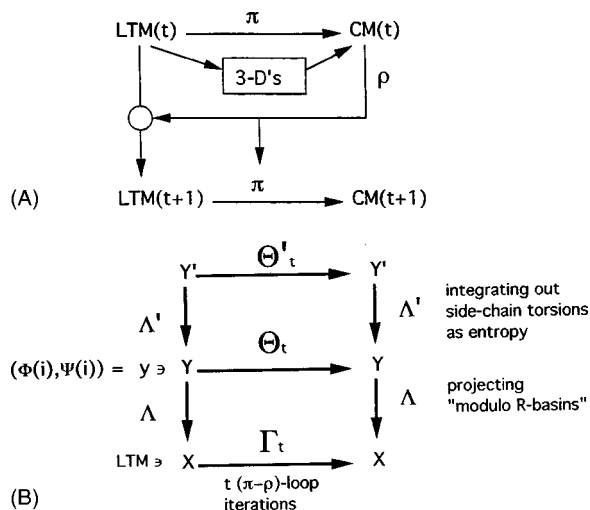 LTM(t) π CM(t)
3-D's ρ
(A) LTM(t+1) π CM(t+1)
Y' Θ'ₜ Y'
Λ' Λ' integrating out
side-chain torsions
as entropy
(Φ(i),Ψ(i)) = y ∍ Y Θₜ Y
Λ Λ projecting
"modulo R-basins"
LTM ∍ X Γₜ X
t (π-ρ)-loop
iterations
(B)